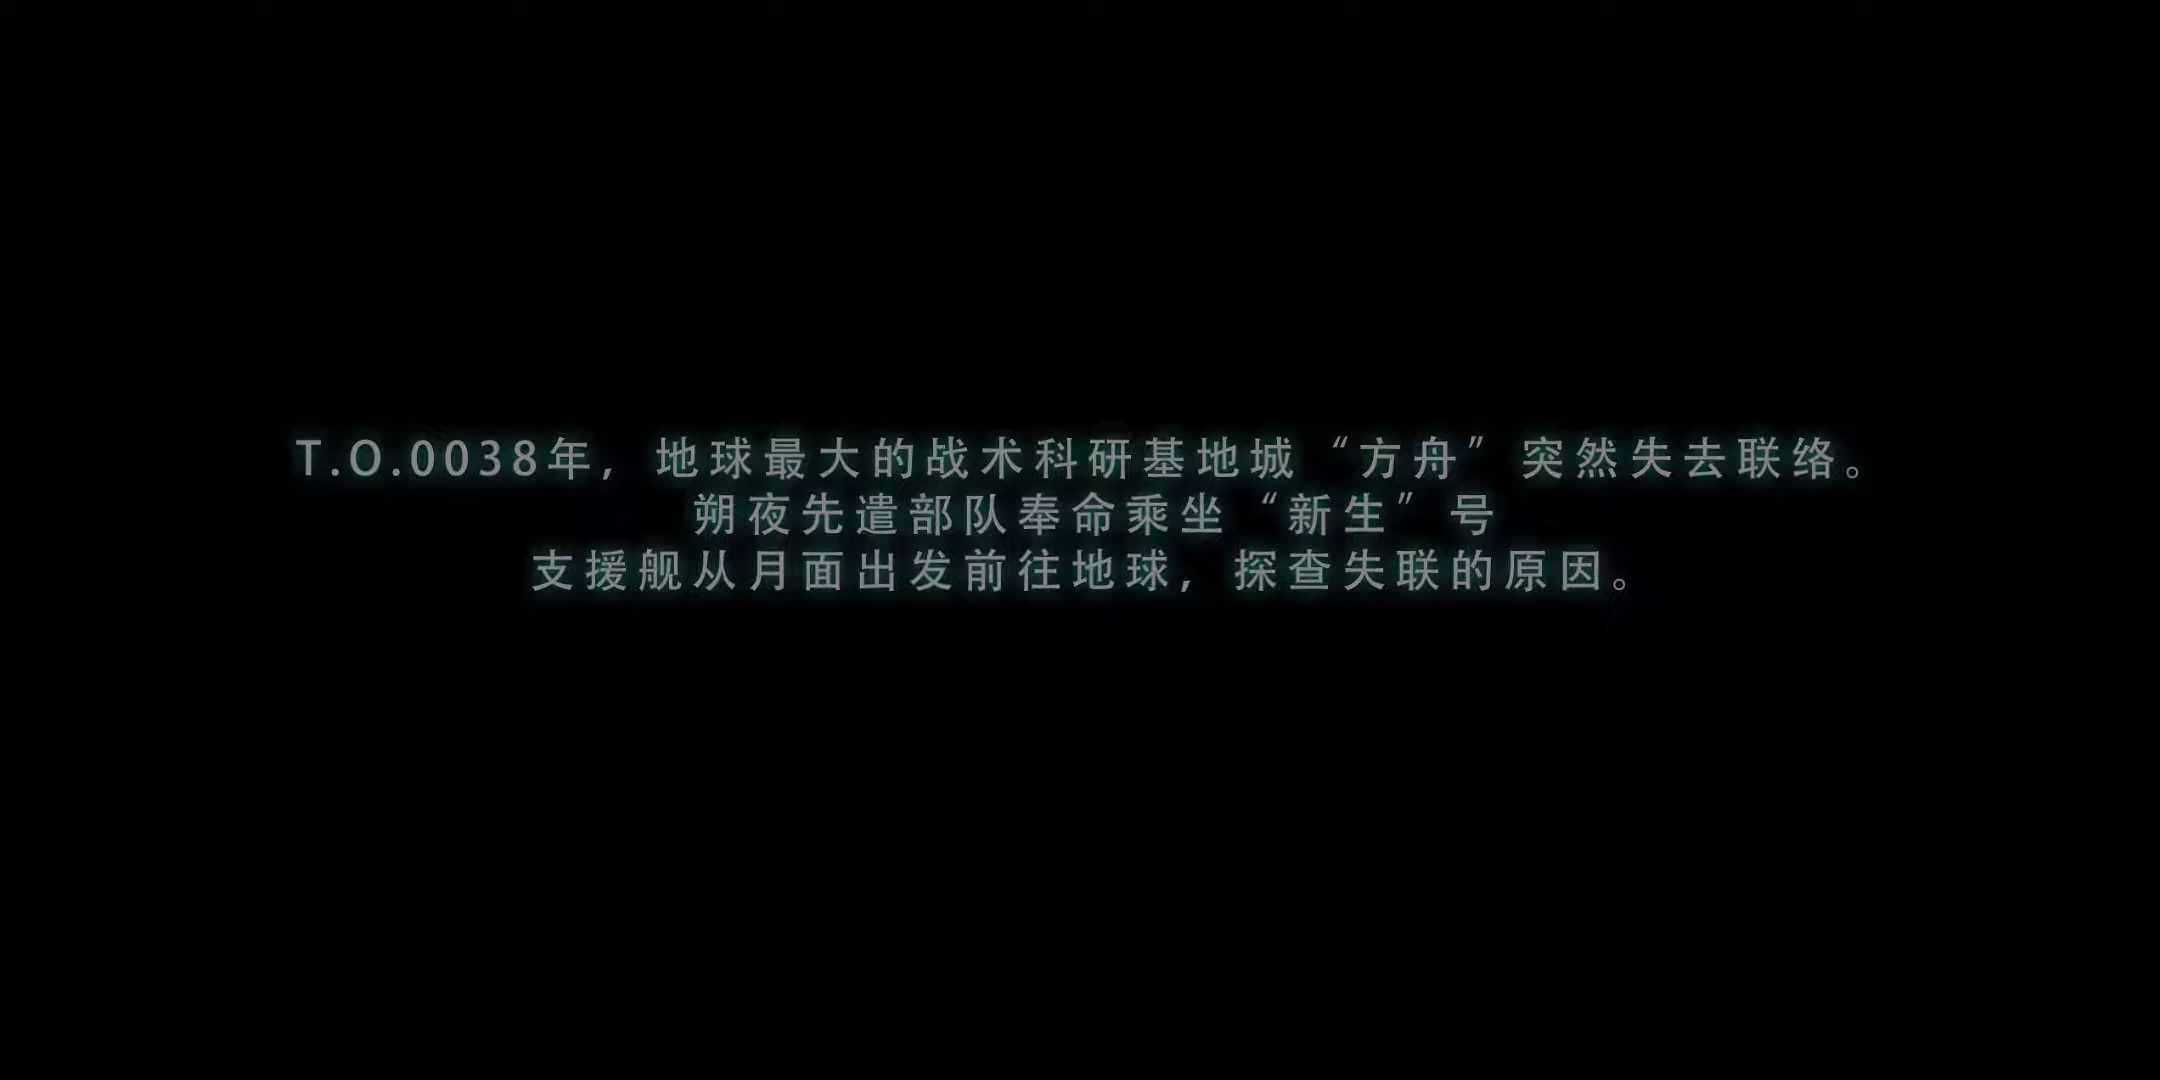 T.O.0038年，地球最大的战术科研基地城“方舟”突然失去联络。
朔夜先遣部队奉命乘坐“新生”号
支援舰从月面出发前往地球，探查失联的原因。